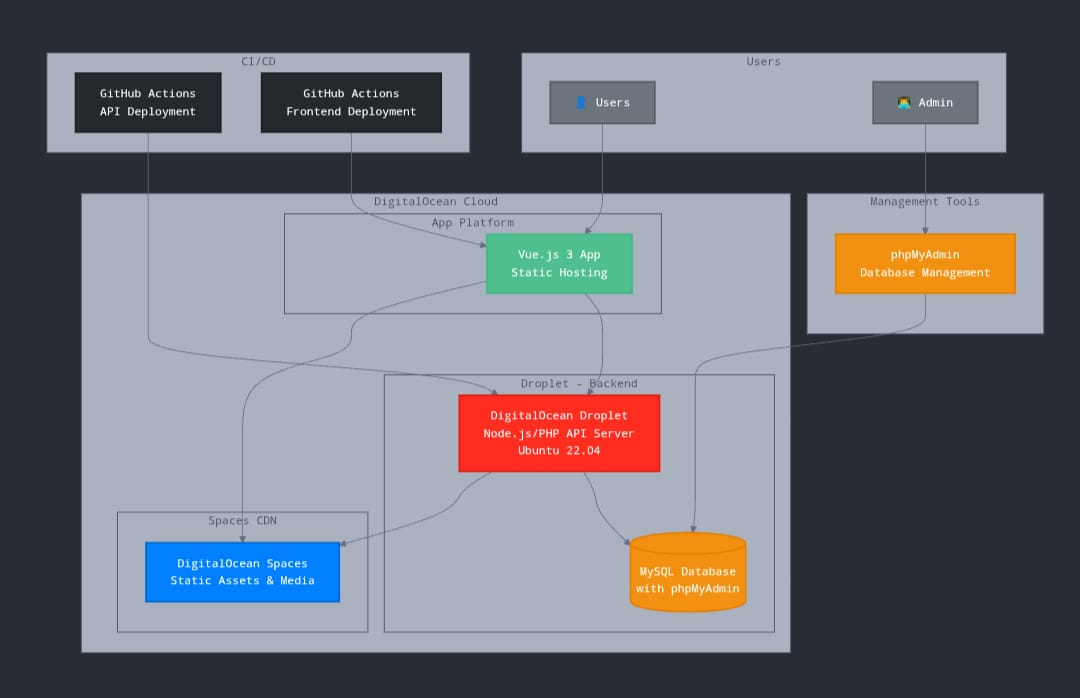 CI/CD
GitHub Actions
API Deployment
GitHub Actions
Frontend Deployment
Users
Users
Admin
DigitalOcean Cloud
App Platform
Vue.js 3 App
Static Hosting
Management Tools
phpMyAdmin
Database Management
Droplet - Backend
DigitalOcean Droplet
Node.js/PHP API Server
Ubuntu 22.04
Spaces CDN
DigitalOcean Spaces
Static Assets & Media
MySQL Database
with phpMyAdmin